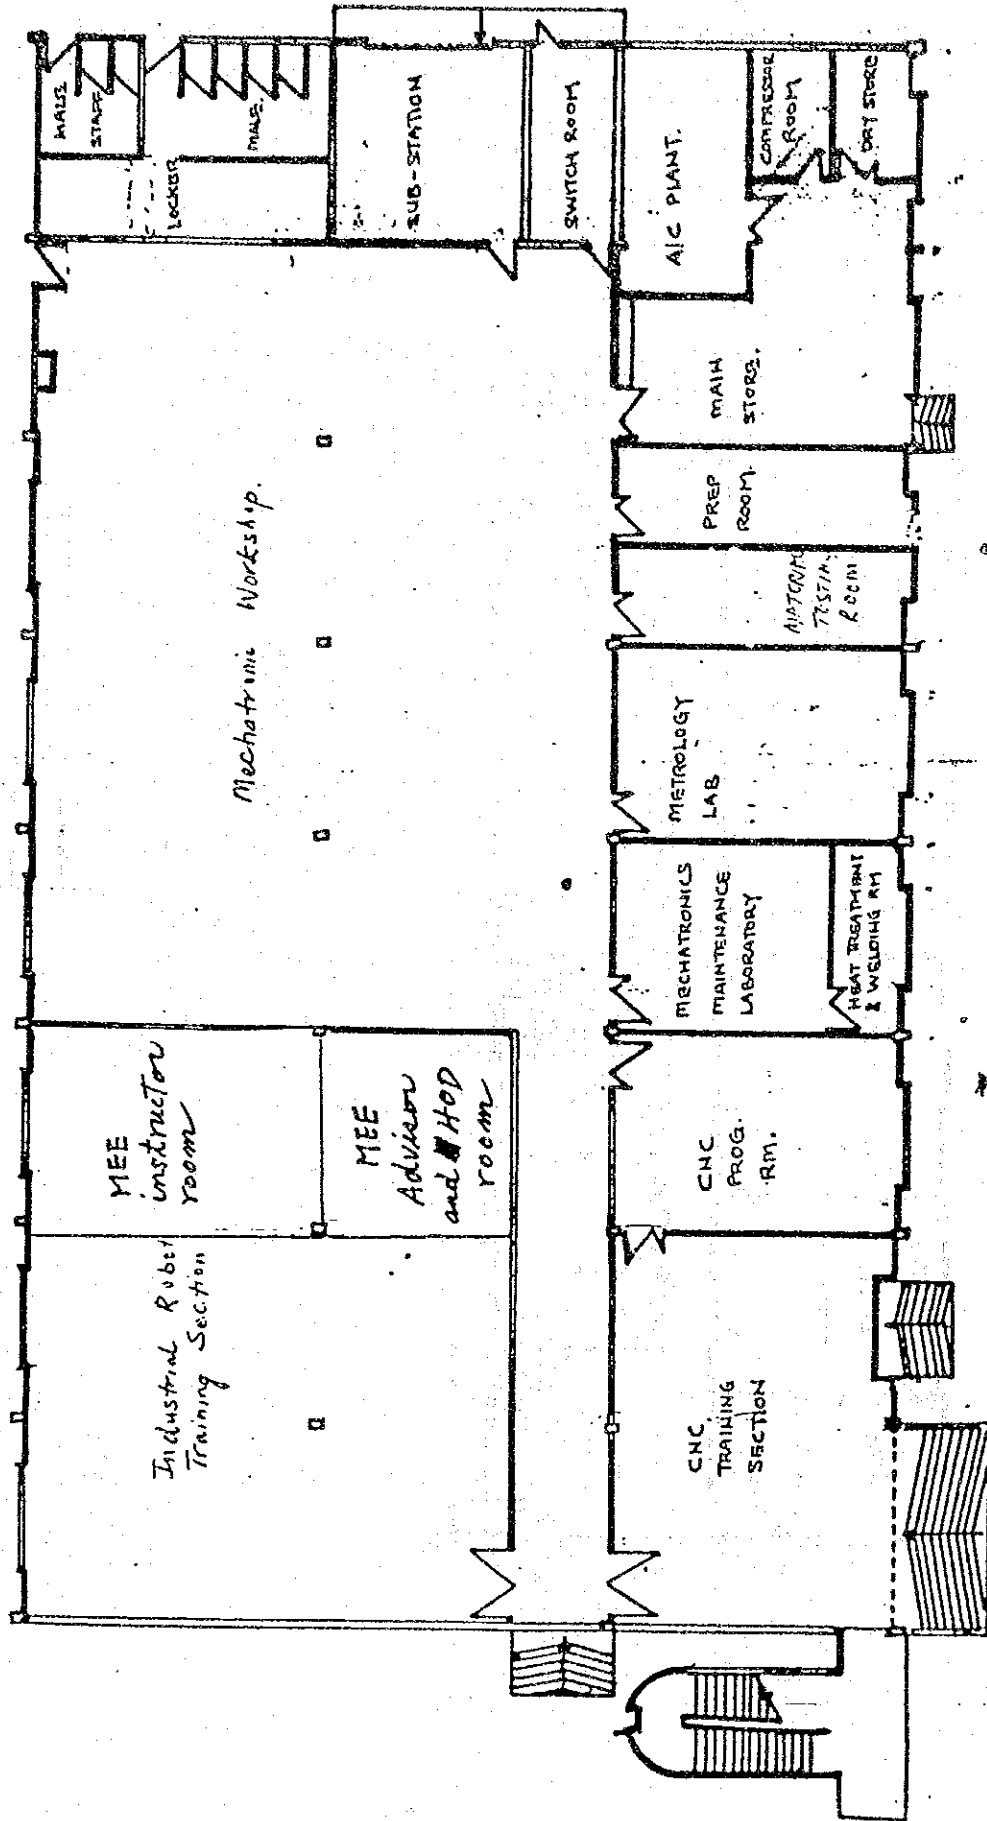 MALE
STAFF
MALE.
LOCKER
SUB-STATION
SWITCH ROOM
A/C PLANT.
COMPRESSOR
ROOM
DRY STORE
MAIN
STORE.
PREP
ROOM.
ROOM
Mechatronic Workshop.
METROLOGY
LAB
MECHATRONICS
MAINTENANCE
LABORATORY
HEAT TREATMENT
& WELDING RM
MEE
instructor
room
MEE
Advisor
and HOD
room
CNC
PROG.
RM.
Industrial Robot
Training Section
CNC
TRAINING
SECTION